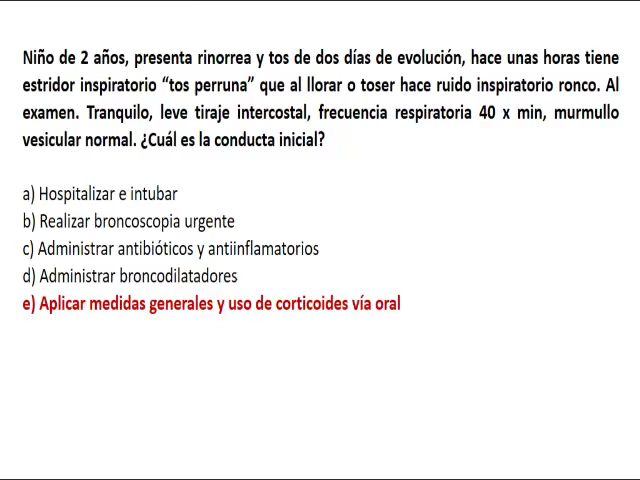 Niño de 2 años, presenta rinorrea y tos de dos días de evolución, hace unas horas tiene
estridor inspiratorio “tos perruna” que al llorar o toser hace ruido inspiratorio ronco. Al
examen. Tranquilo, leve tiraje intercostal, frecuencia respiratoria 40 x min, murmullo
vesicular normal. ¿Cuál es la conducta inicial?
a) Hospitalizar e intubar
b) Realizar broncoscopia urgente
c) Administrar antibióticos y antiinflamatorios
d) Administrar broncodilatadores
e) Aplicar medidas generales y uso de corticoides vía oral